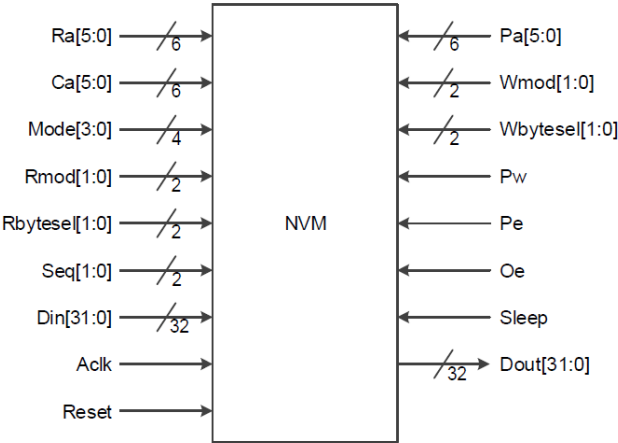 Ra[5:0] 6 6 Pa[5:0]
Ca[5:0] 6 2 Wmod[1:0]
Mode[3:0] 4 2 Wbytesel[1:0]
Rmod[1:0] 2 Pw
Rbytesel[1:0] 2 NVM Pe
Seq[1:0] 2 Oe
Din[31:0] 32 Sleep
Aclk 32 Dout[31:0]
Reset